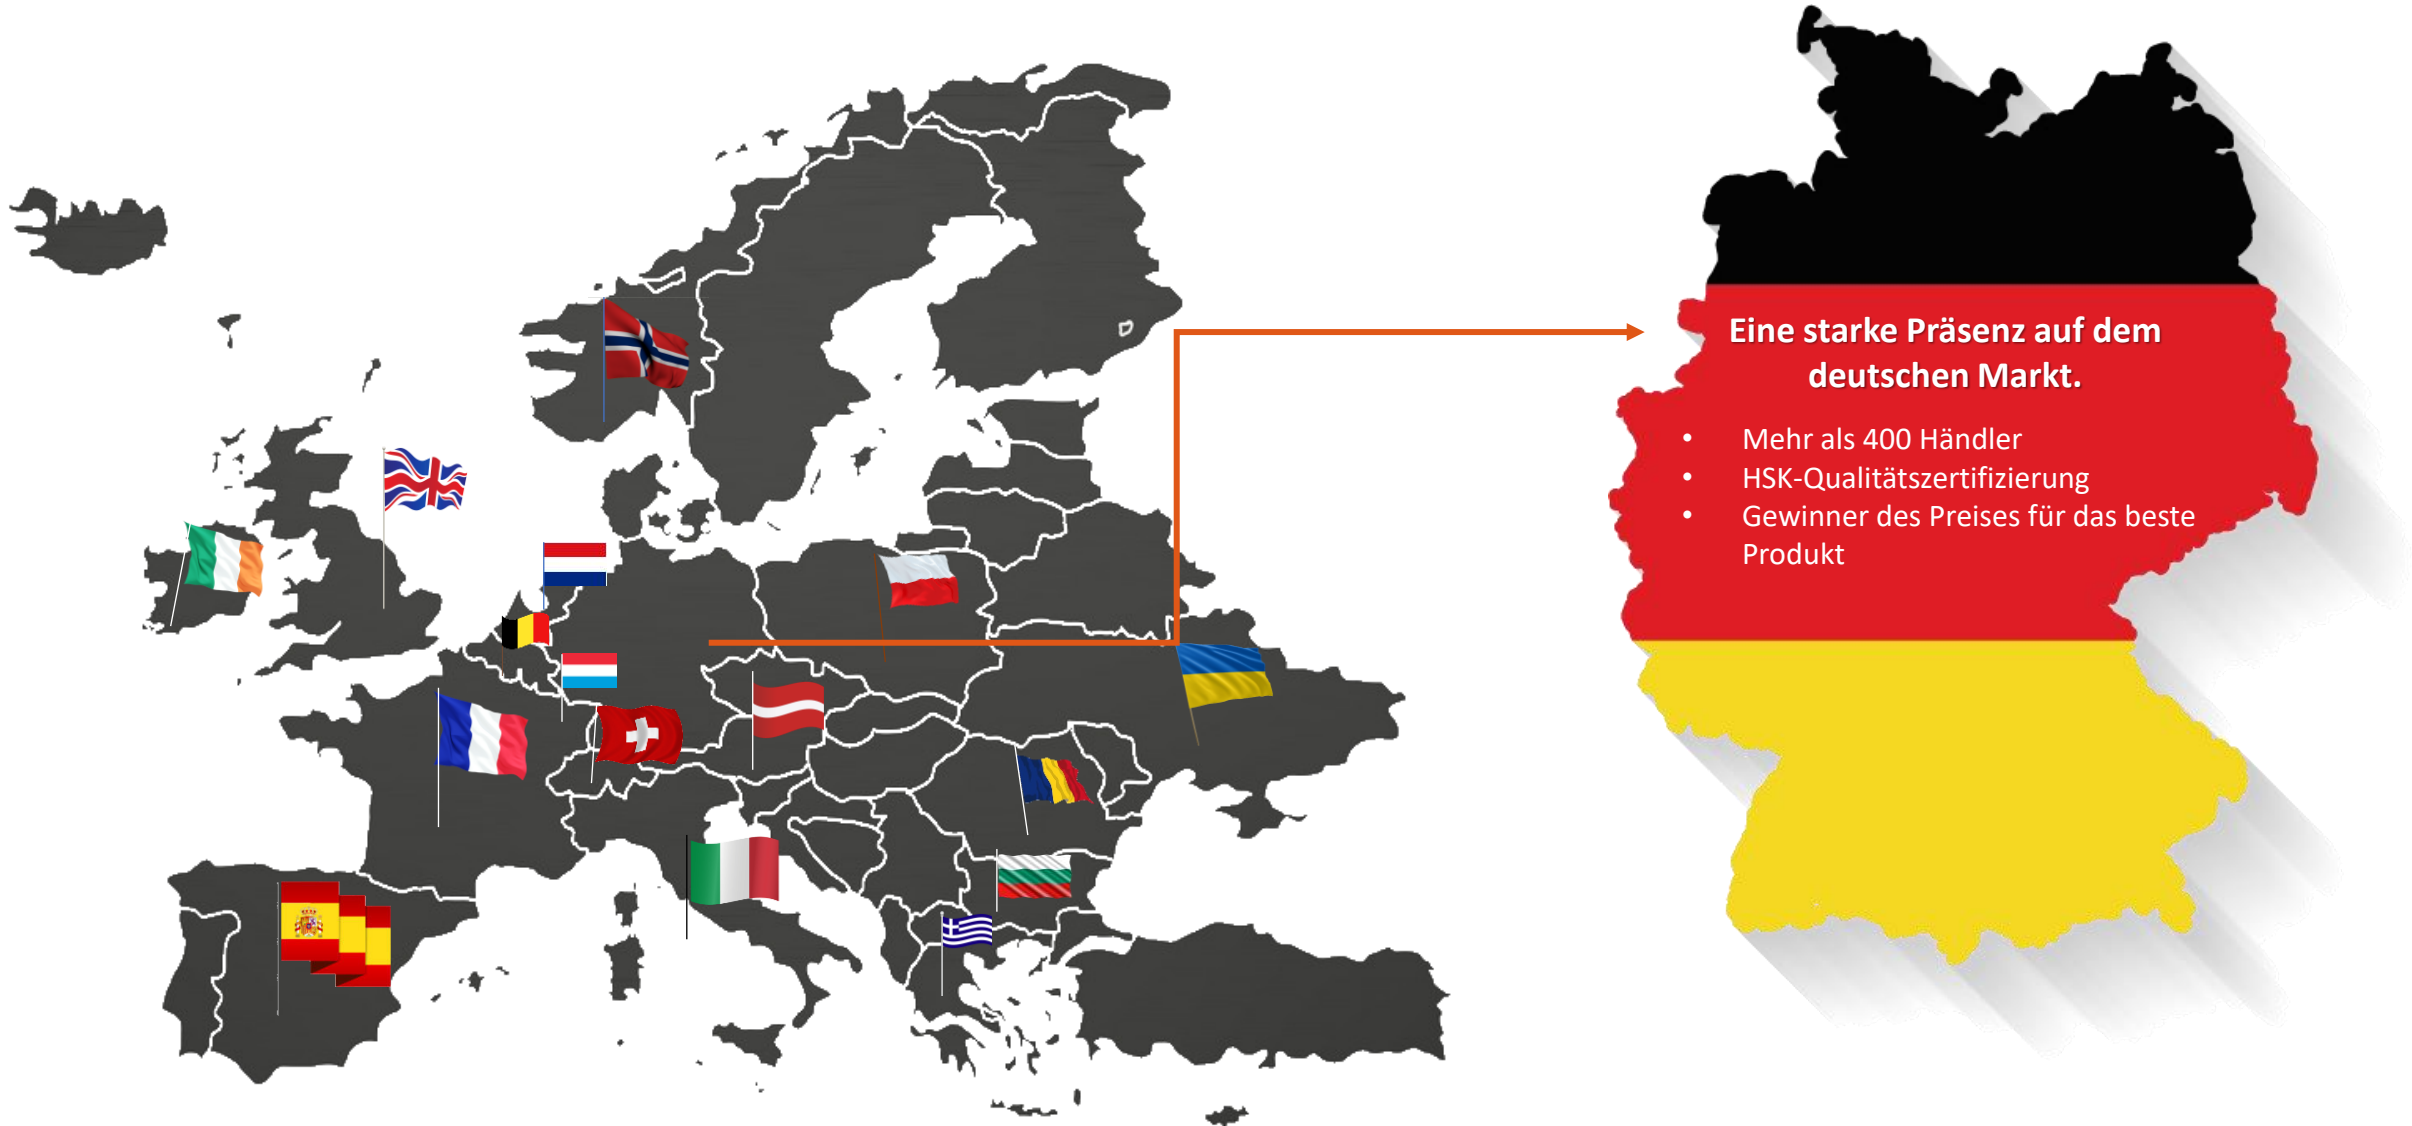 Eine starke Präsenz auf dem
deutschen Markt.
• Mehr als 400 Händler
• HSK-Qualitätszertifizierung
• Gewinner des Preises für das beste
Produkt